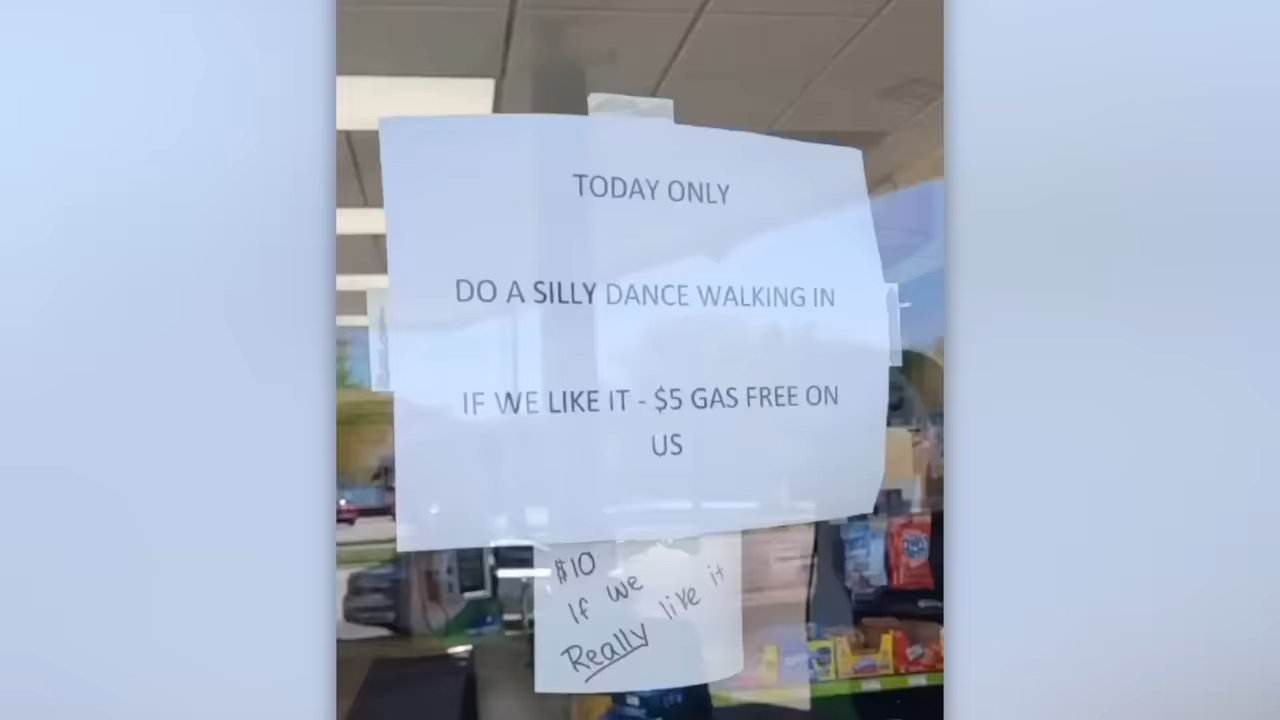 TODAY ONLY
DO A SILLY DANCE WALKING IN
IF WE LIKE IT - $5 GAS FREE ON
US
$10
If we
Really like it